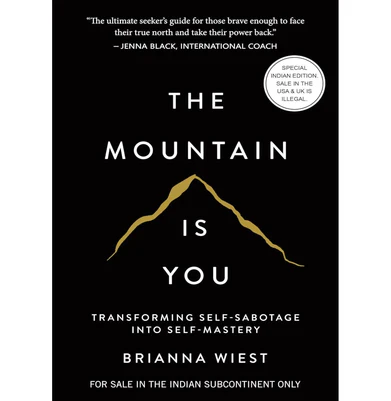 “The ultimate seeker’s guide for those brave enough to face
their true north and take their power back.”
— JENNA BLACK, INTERNATIONAL COACH
SPECIAL
INDIAN EDITION
SALE IN THE
USA & UK IS
ILLEGAL.
THE
MOUNTAIN
IS
YOU
TRANSFORMING SELF-SABOTAGE
INTO SELF-MASTERY
BRIANNA WIEST
FOR SALE IN THE INDIAN SUBCONTINENT ONLY